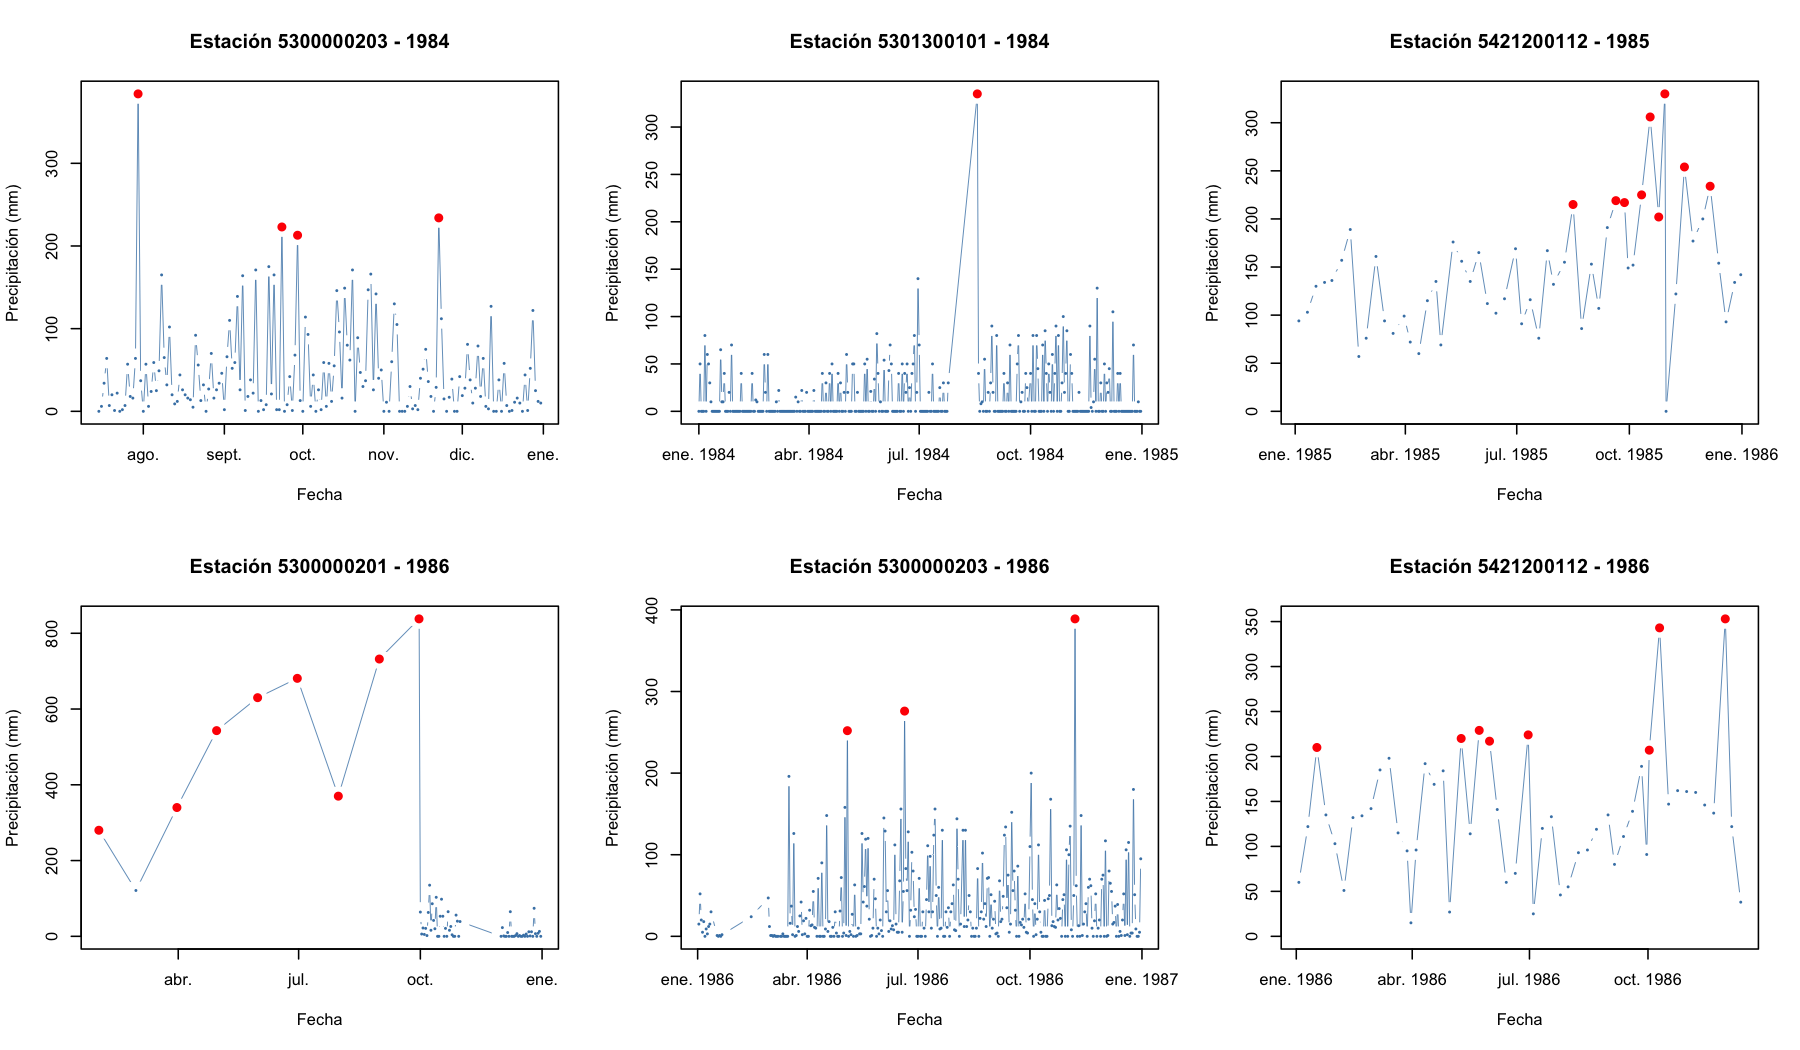 Estación 5300000203 - 1984
Precipitación (mm)
0 100 200 300
ago. sept. oct. nov. dic. ene.
Fecha
Estación 5301300101 - 1984
Precipitación (mm)
0 50 100 150 200 250 300
ene. 1984 abr. 1984 jul. 1984 oct. 1984 ene. 1985
Fecha
Estación 5421200112 - 1985
Precipitación (mm)
0 50 100 150 200 250 300
ene. 1985 abr. 1985 jul. 1985 oct. 1985 ene. 1986
Fecha
Estación 5300000201 - 1986
Precipitación (mm)
0 200 400 600 800
abr. jul. oct. ene.
Fecha
Estación 5300000203 - 1986
Precipitación (mm)
0 100 200 300 400
ene. 1986 abr. 1986 jul. 1986 oct. 1986 ene. 1987
Fecha
Estación 5421200112 - 1986
Precipitación (mm)
0 50 100 150 200 250 300 350
ene. 1986 abr. 1986 jul. 1986 oct. 1986
Fecha